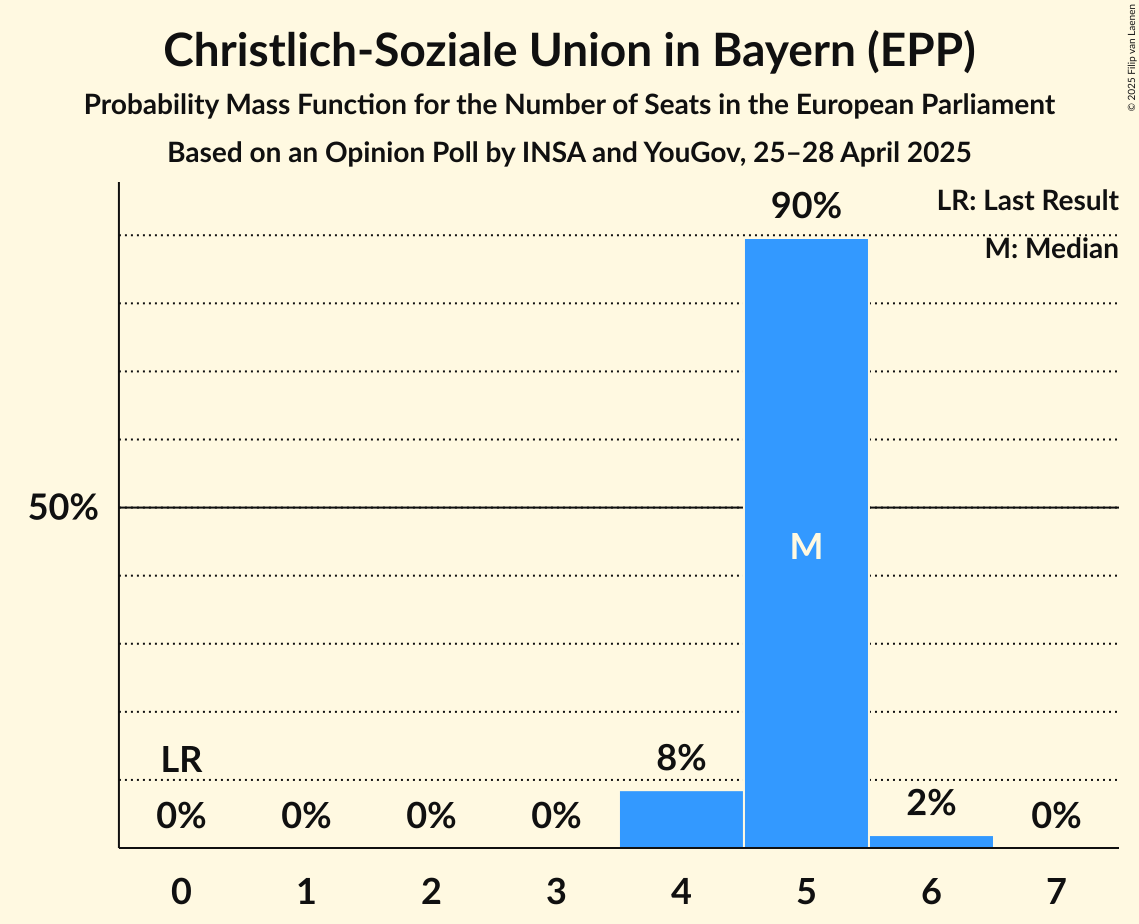 Christlich-Soziale Union in Bayern (EPP)
Probability Mass Function for the Number of Seats in the European Parliament
Based on an Opinion Poll by INSA and YouGov, 25–28 April 2025
© 2025 Filip van Laenen
LR: Last Result
M: Median
90%
50%
M
LR
8%
2%
0% 0% 0% 0% 0%
0 1 2 3 4 5 6 7